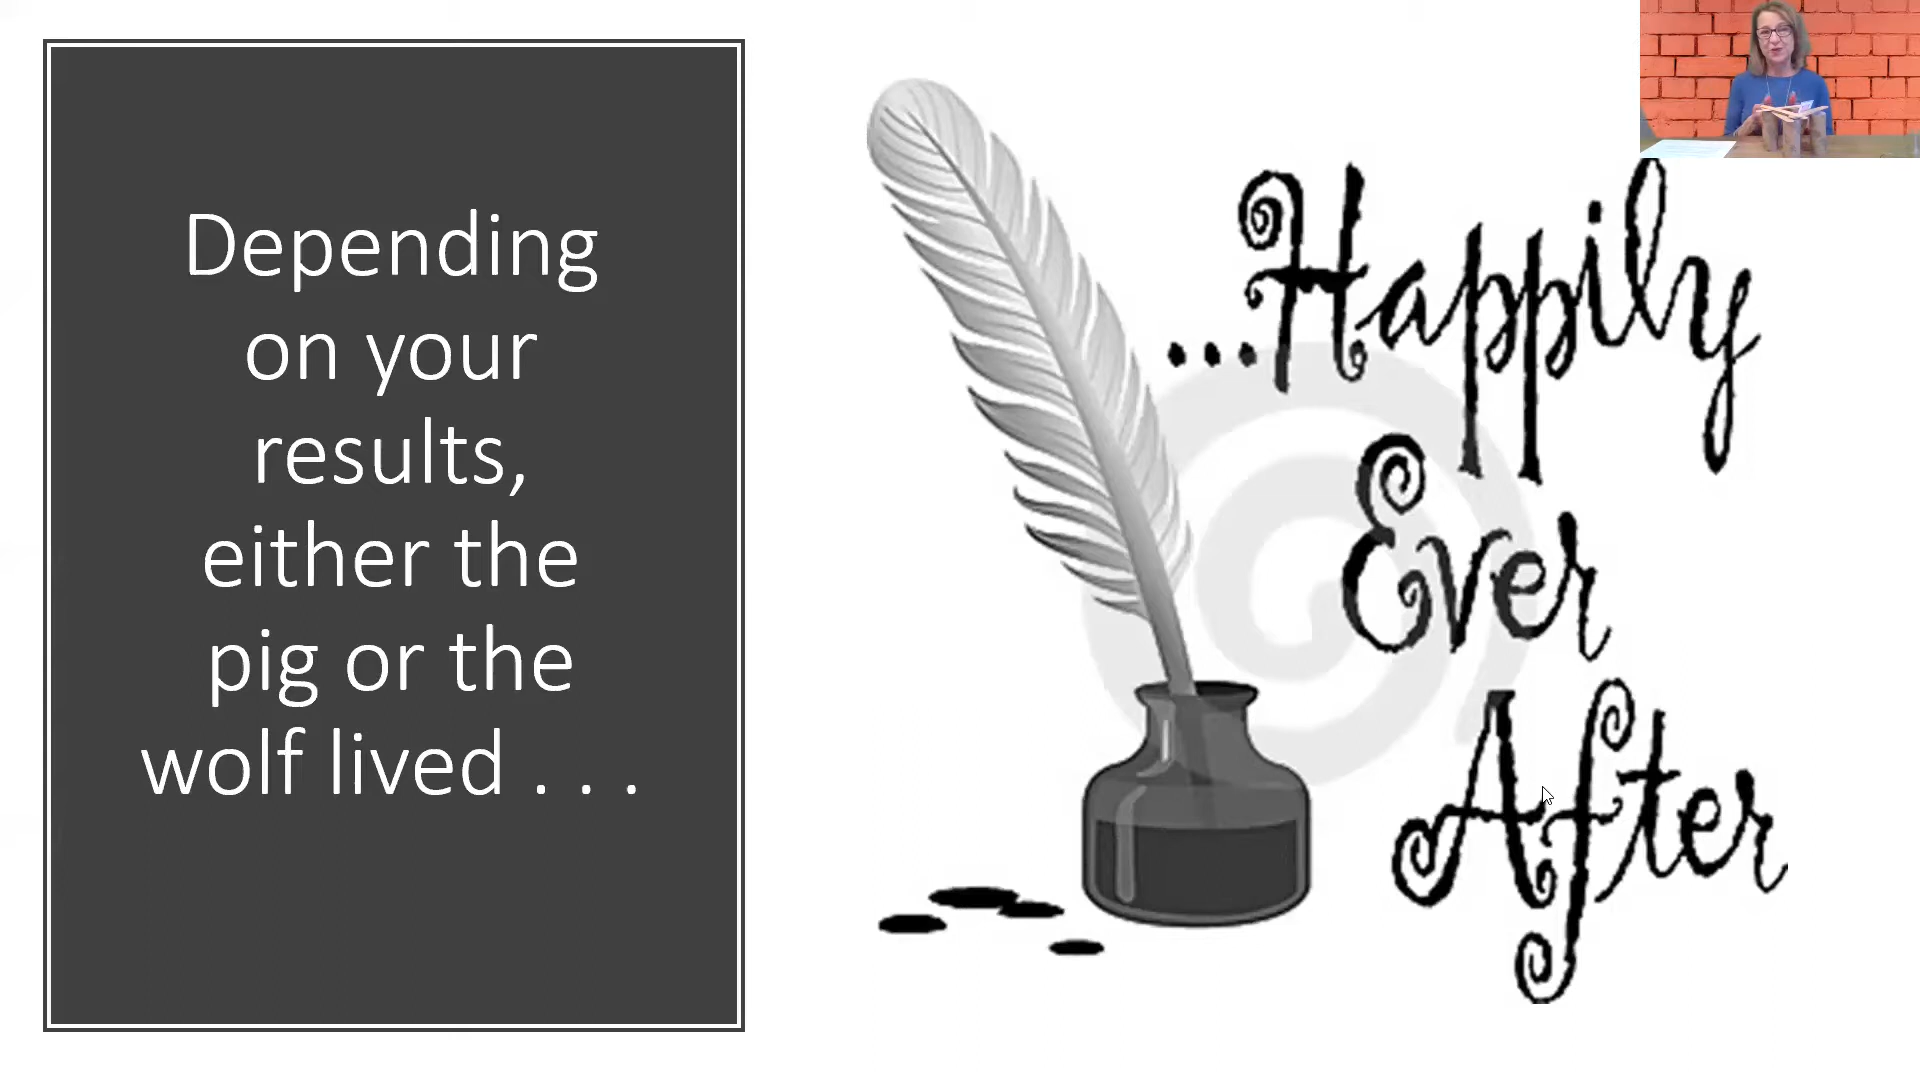 Depending
on your
results,
either the
pig or the
wolf lived . . .
...Happily
Ever
After